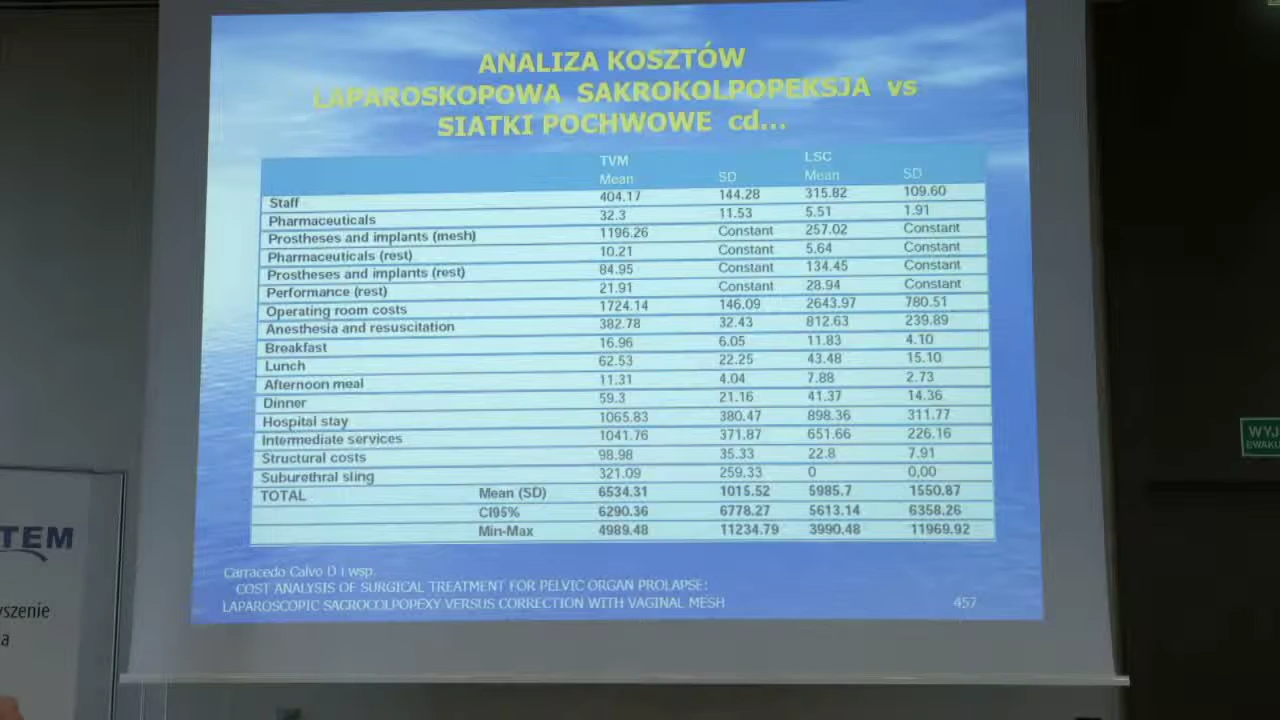 ANALIZA KOSZTÓW
LAPAROSKOPOWA SAKROKOLPOPEKSJA vs
SIATKI POCHWOWE cd...
TVM LSC
Mean SD Mean SD
Staff 404.17 144.28 315.82 109.60
Pharmaceuticals 32.3 11.53 5.51 1.91
Prostheses and implants (mesh) 1196.26 Constant 257.02 Constant
Pharmaceuticals (rest) 10.21 Constant 5.64 Constant
Prostheses and implants (rest) 84.95 Constant 134.45 Constant
Performance (rest) 21.91 Constant 28.94 Constant
Operating room costs 1724.14 146.09 2643.97 780.51
Anesthesia and resuscitation 382.78 32.43 812.63 239.89
Breakfast 16.96 6.05 11.83 4.10
Lunch 62.53 22.25 43.48 15.10
Afternoon meal 11.31 4.04 7.88 2.73
Dinner 59.3 21.16 41.37 14.36
Hospital stay 1065.83 380.47 898.36 311.77
Intermediate services 1041.76 371.87 651.66 226.16
Structural costs 98.98 35.33 22.8 7.91
Suburethral sling 321.09 259.33 0 0,00
TOTAL Mean (SD) 6534.31 1015.52 5985.7 1550.87
CI95% 6290.36 6778.27 5613.14 6358.26
Min-Max 4989.48 11234.79 3990.48 11969.92
Carracedo Calvo D i wsp.
COST ANALYSIS OF SURGICAL TREATMENT FOR PELVIC ORGAN PROLAPSE:
LAPAROSCOPIC SACROCOLPOPEXY VERSUS CORRECTION WITH VAGINAL MESH
457
TEM
yszenie
a
WYJ
EWAKU